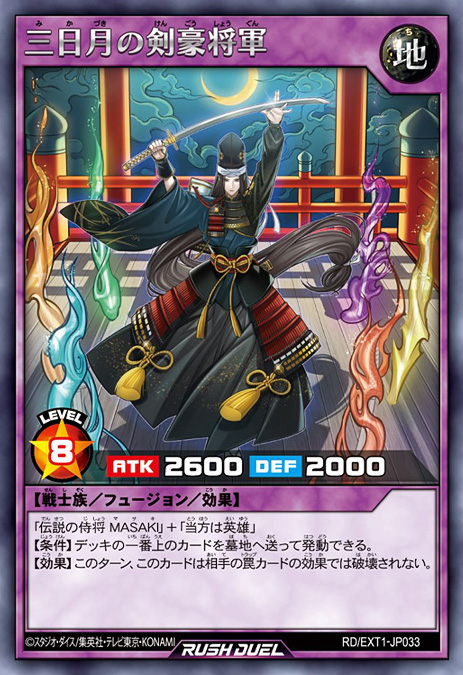 三日月の剣豪将軍
地
LEVEL
8
ATK 2600 DEF 2000
【戦士族／フュージョン／効果】
「伝説の侍将 MASAKI」＋「当方は英雄」
【条件】デッキの一番上のカードを墓地へ送って発動できる。
【効果】このターン、このカードは相手の罠カードの効果では破壊されない。
©スタジオ・ダイス/集英社・テレビ東京・KONAMI
RUSH DUEL
RD/EXT1-JP033